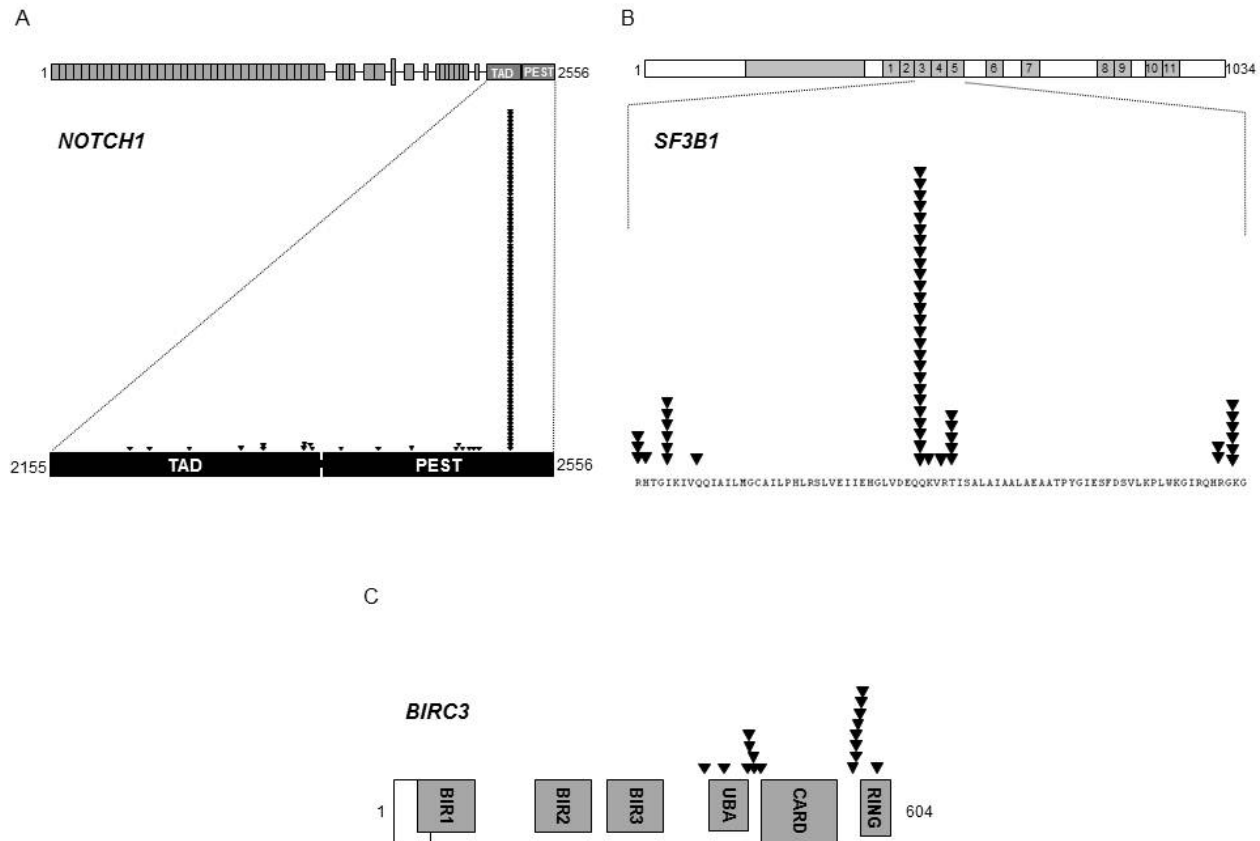 A
1 TAD PEST 2556
NOTCH1
2155 TAD PEST 2556
B
1 1 2 3 4 5 6 7 8 9 10 11 1034
SF3B1
RHTGIKIVQQIAILMGCAILPHLRSLVEIIEHGLVDEQQKVRTISALAIAALAEAATPYGIESFDSVLKPLWKGIRQHRGKG
C
BIRC3
1 BIR1 BIR2 BIR3 UBA CARD RING 604